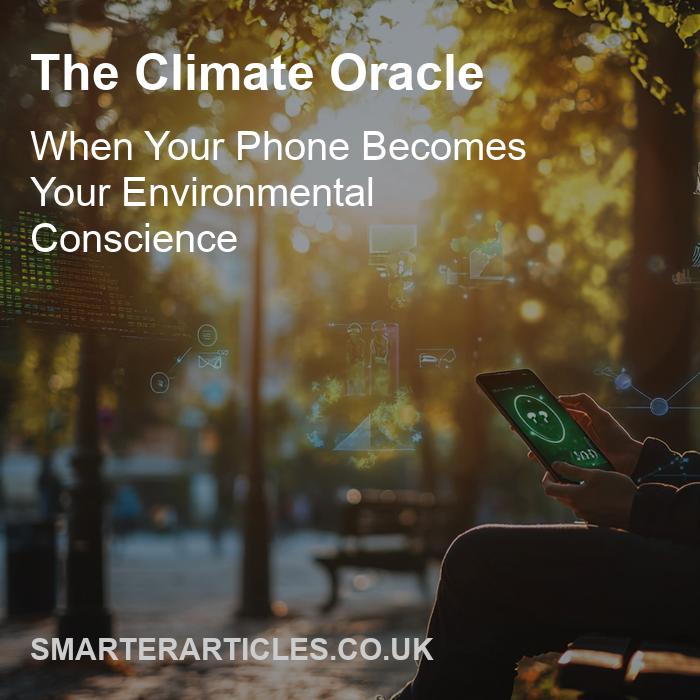 The Climate Oracle
When Your Phone Becomes
Your Environmental
Conscience
SMARTERARTICLES.CO.UK